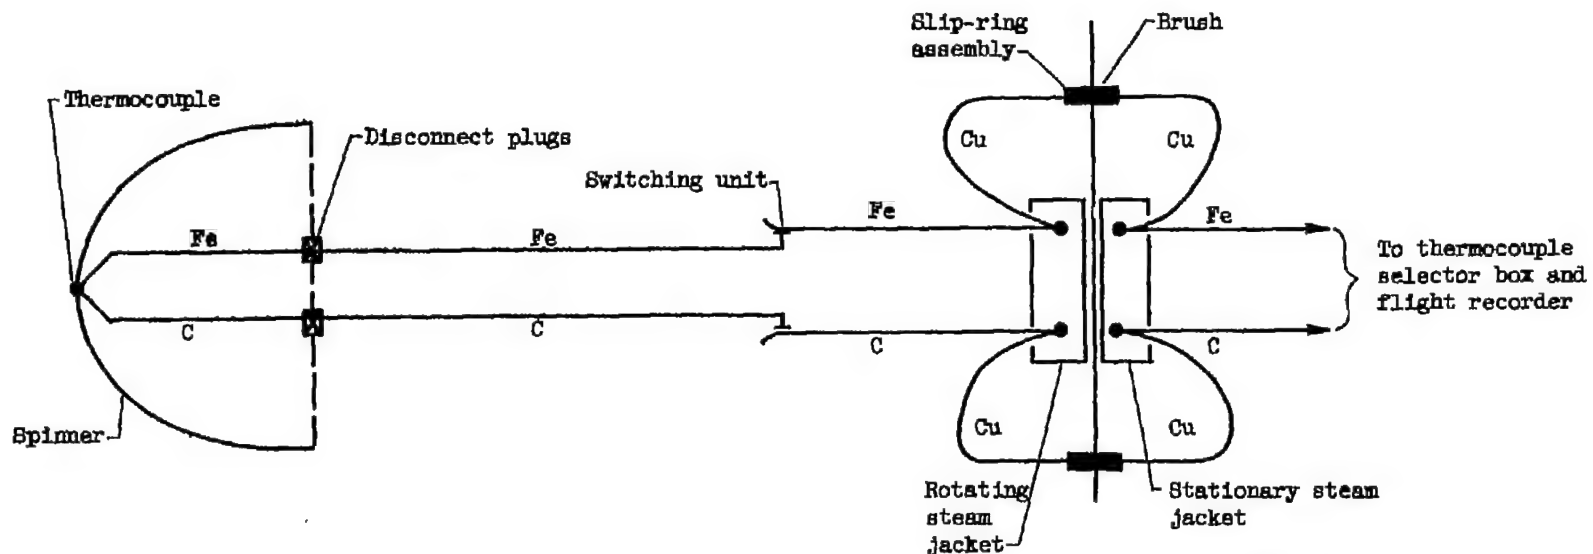 Slip-ring
assembly
Brush
Thermocouple
Disconnect plugs
Cu
Cu
Switching unit
Fe
Fe
Fe
Fe
To thermocouple
selector box and
flight recorder
C
C
C
C
Spinner
Cu
Cu
Rotating
steam
jacket
Stationary steam
jacket